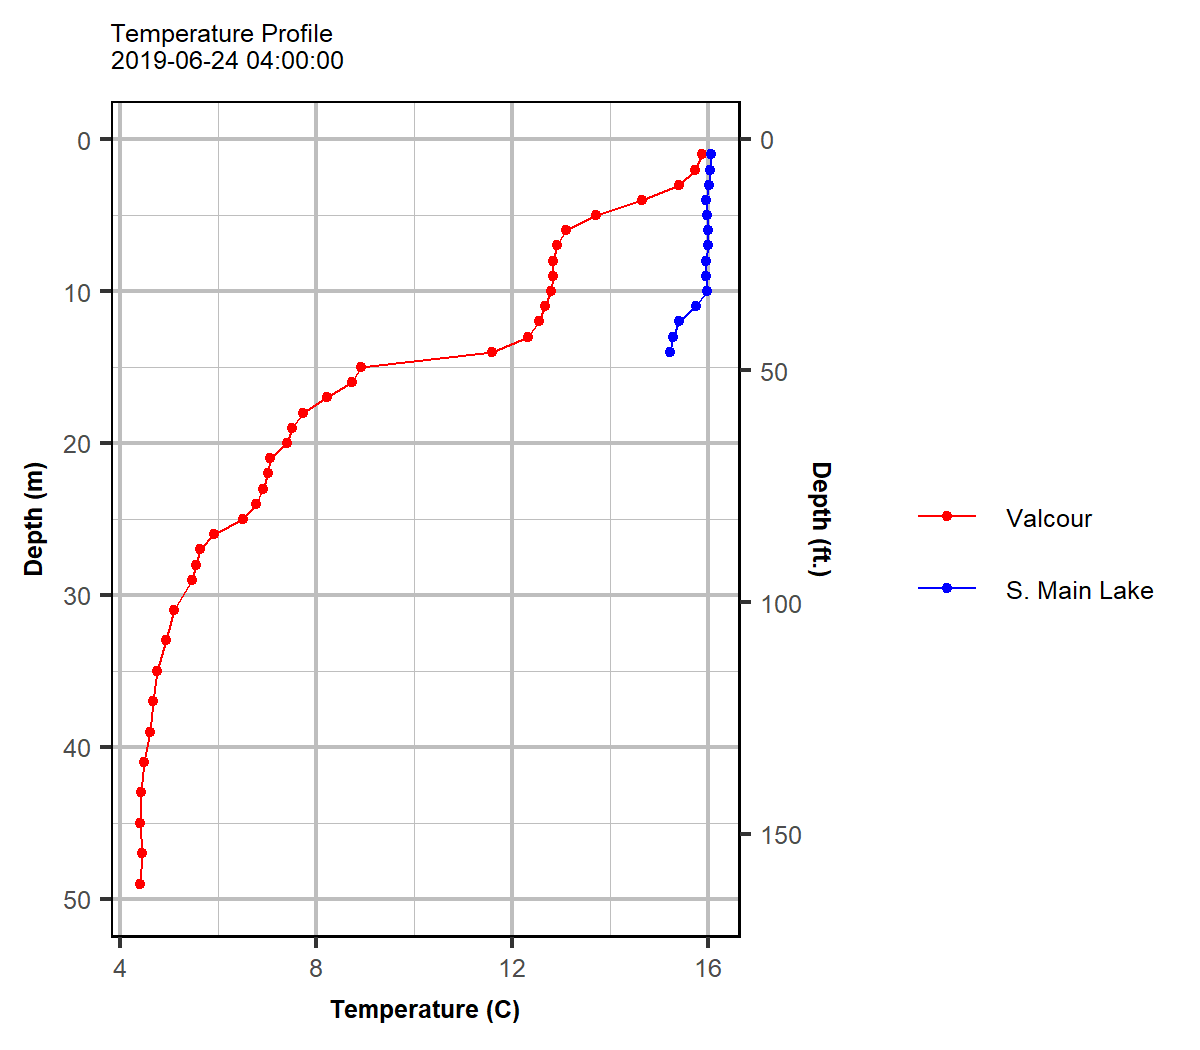 Temperature Profile
2019-06-24 04:00:00
0
10
20
30
40
50
Depth (m)
0
50
100
150
Depth (ft.)
4 8 12 16
Temperature (C)
Valcour
S. Main Lake